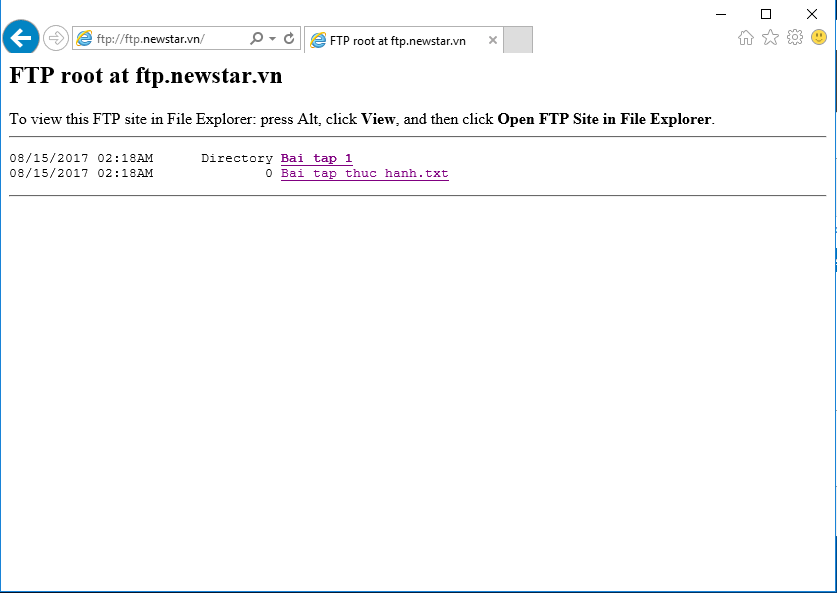 ftp://ftp.newstar.vn/
FTP root at ftp.newstar.vn
FTP root at ftp.newstar.vn
To view this FTP site in File Explorer: press Alt, click View, and then click Open FTP Site in File Explorer.
08/15/2017 02:18AM Directory Bai tap 1
08/15/2017 02:18AM 0 Bai tap thuc hanh.txt